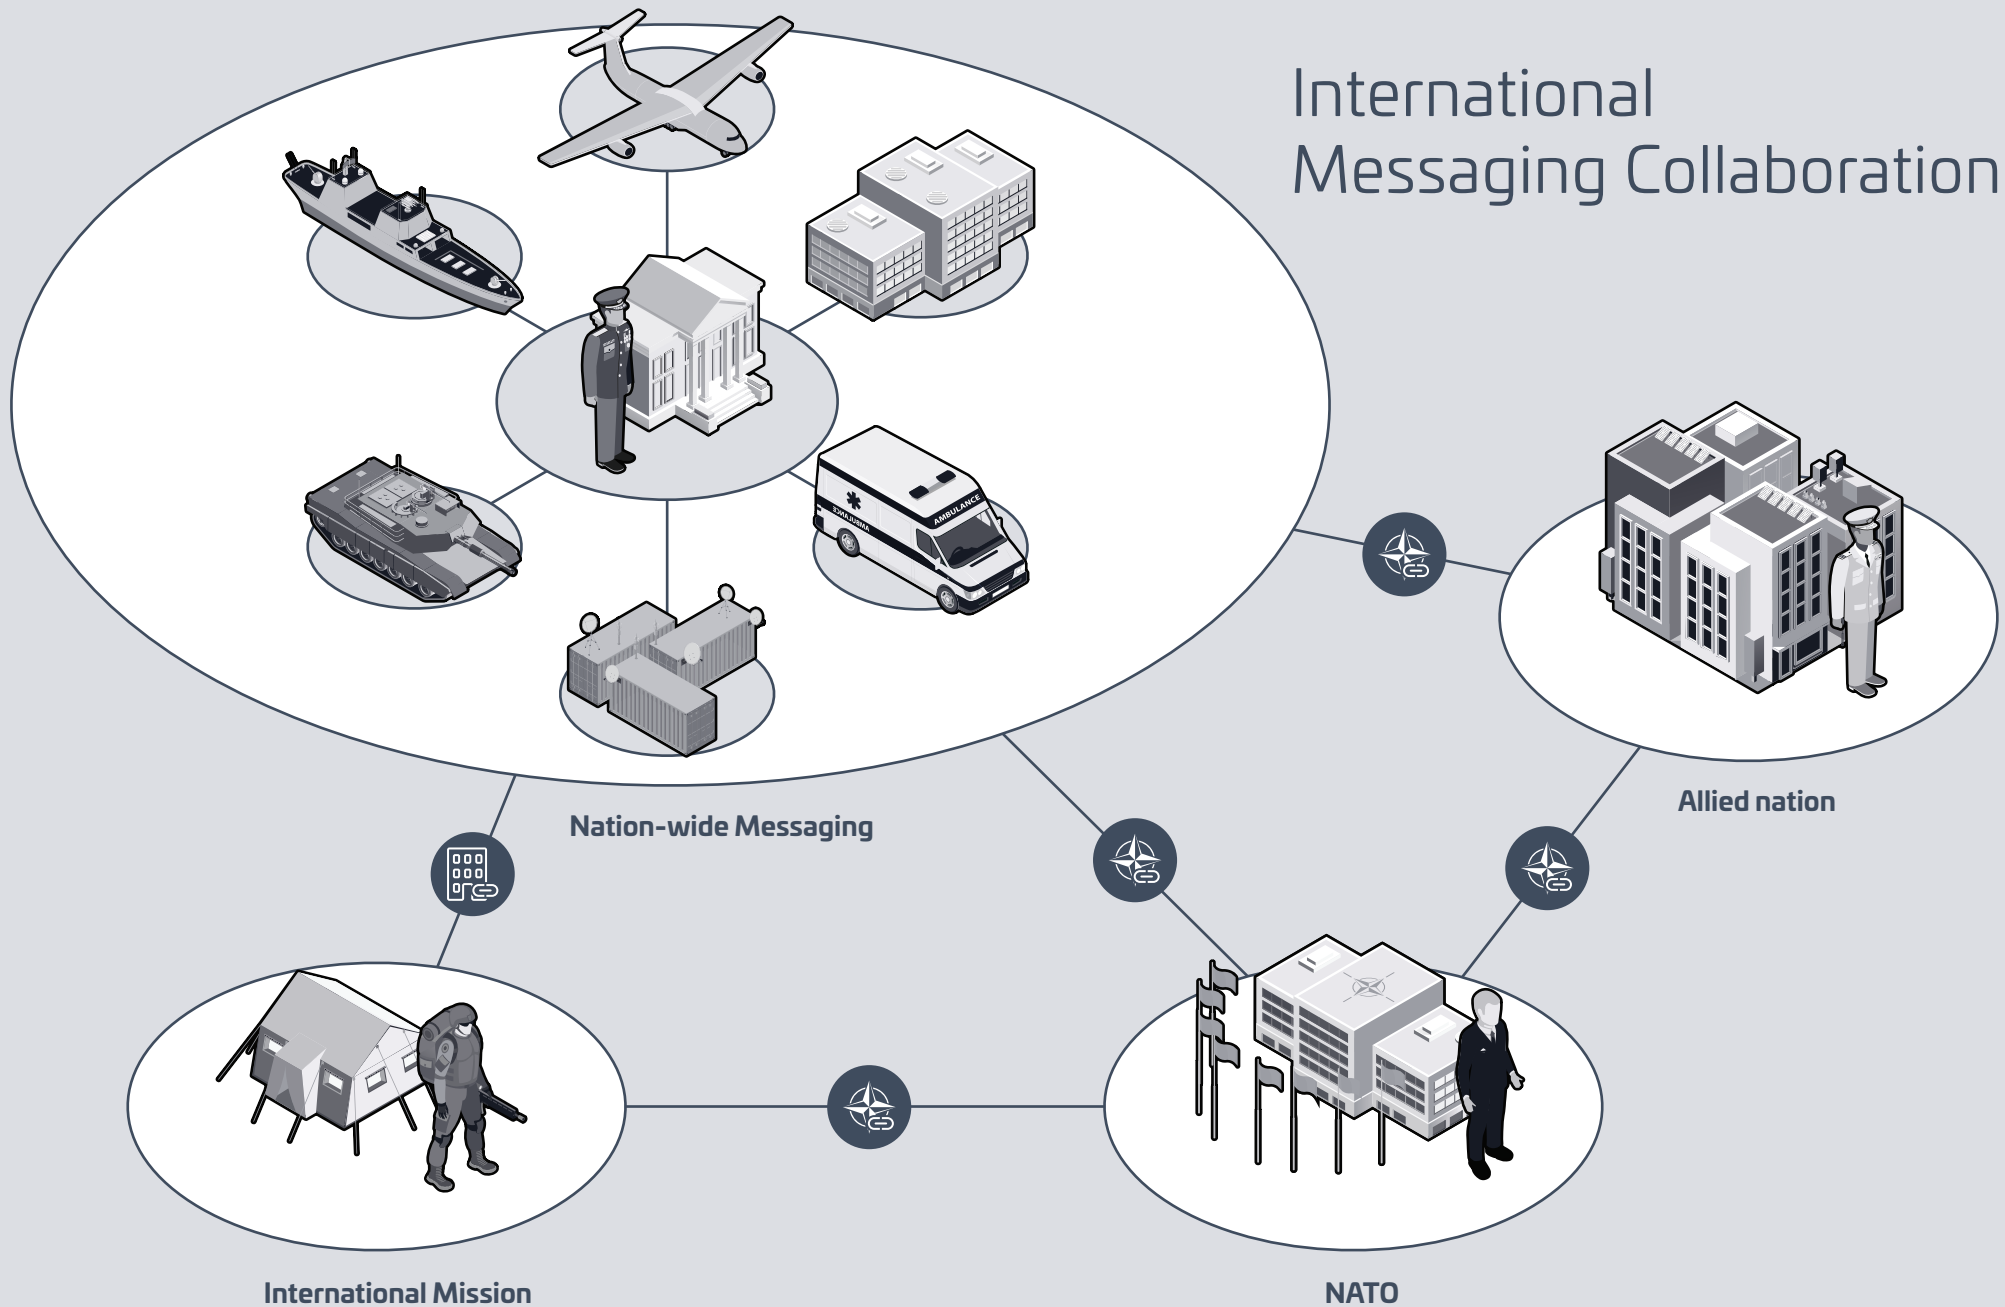 International
Messaging Collaboration
AMBULANCE
AMBULANCE
Nation-wide Messaging
Allied nation
International Mission
NATO